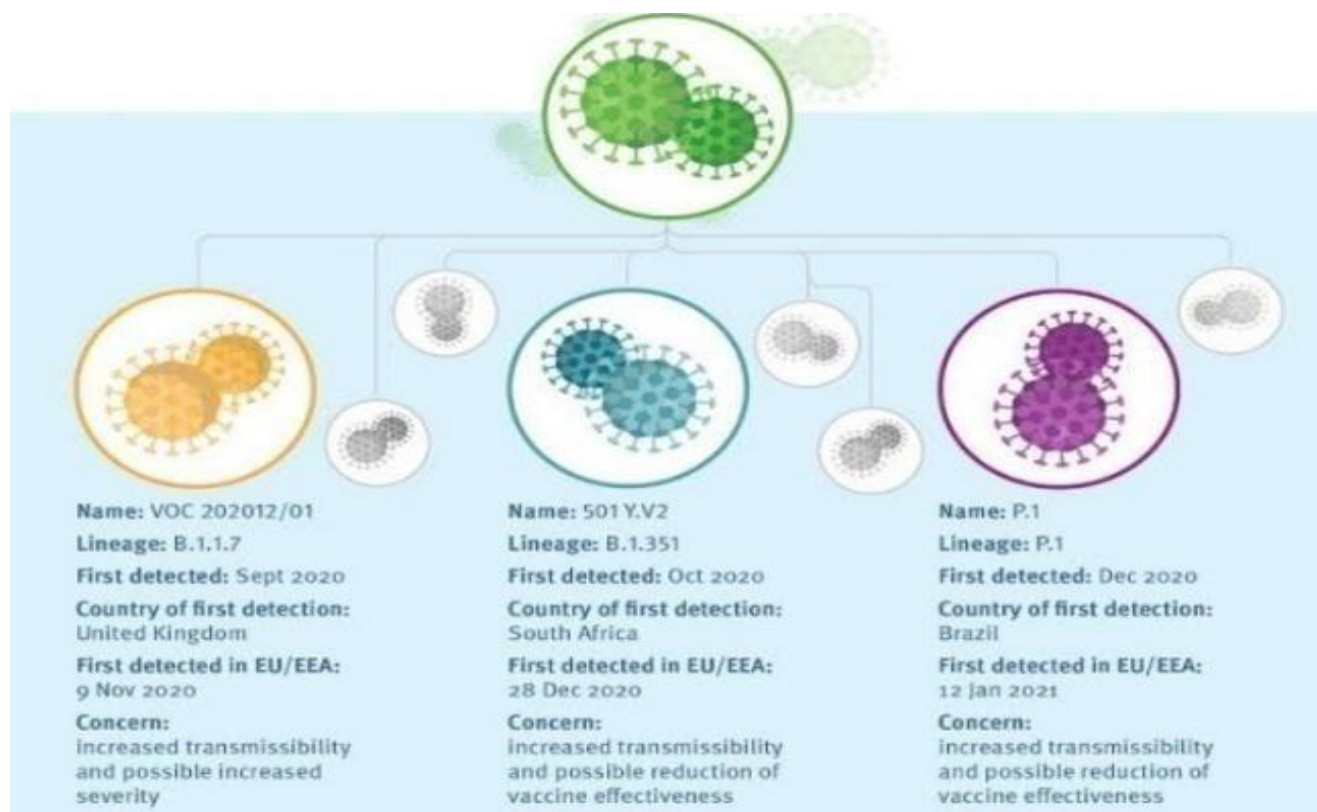 Name: VOC 202012/01
Lineage: B.1.1.7
First detected: Sept 2020
Country of first detection:
United Kingdom
First detected in EU/EEA:
9 Nov 2020
Concern:
increased transmissibility
and possible increased
severity
Name: 501 Y.V2
Lineage: B.1.351
First detected: Oct 2020
Country of first detection:
South Africa
First detected in EU/EEA:
28 Dec 2020
Concern:
increased transmissibility
and possible reduction of
vaccine effectiveness
Name: P.1
Lineage: P.1
First detected: Dec 2020
Country of first detection:
Brazil
First detected in EU/EEA:
12 Jan 2021
Concern:
increased transmissibility
and possible reduction of
vaccine effectiveness